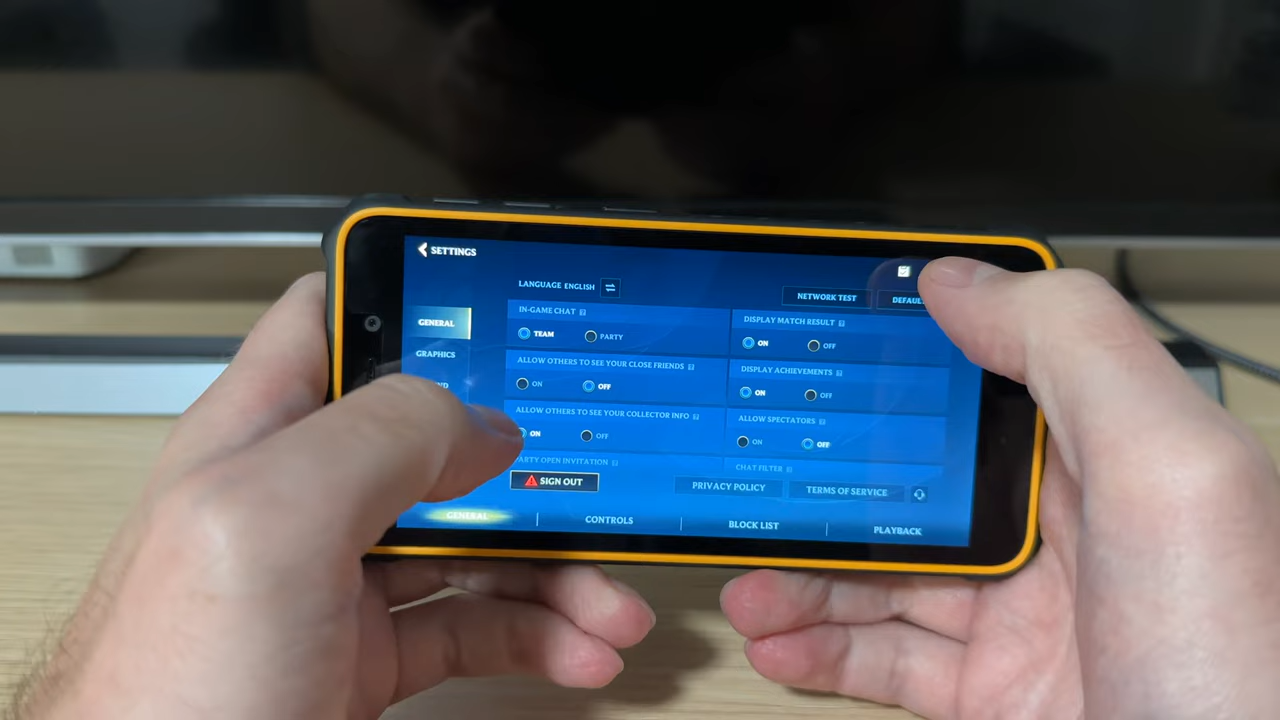 SETTINGS
LANGUAGE ENGLISH
NETWORK TEST
GENERAL
IN-GAME CHAT
DISPLAY MATCH RESULT
TEAM
PARTY
ON
OFF
GRAPHICS
ALLOW OTHERS TO SEE YOUR CLOSE FRIENDS
DISPLAY ACHIEVEMENTS
ON
OFF
ON
OFF
ALLOW OTHERS TO SEE YOUR COLLECTOR INFO
ALLOW SPECTATORS
ON
OFF
ON
OFF
OPEN INVITATION
CHAT FILTER
SIGN OUT
PRIVACY POLICY
TERMS OF SERVICE
GENERAL
CONTROLS
BLOCK LIST
PLAYBACK